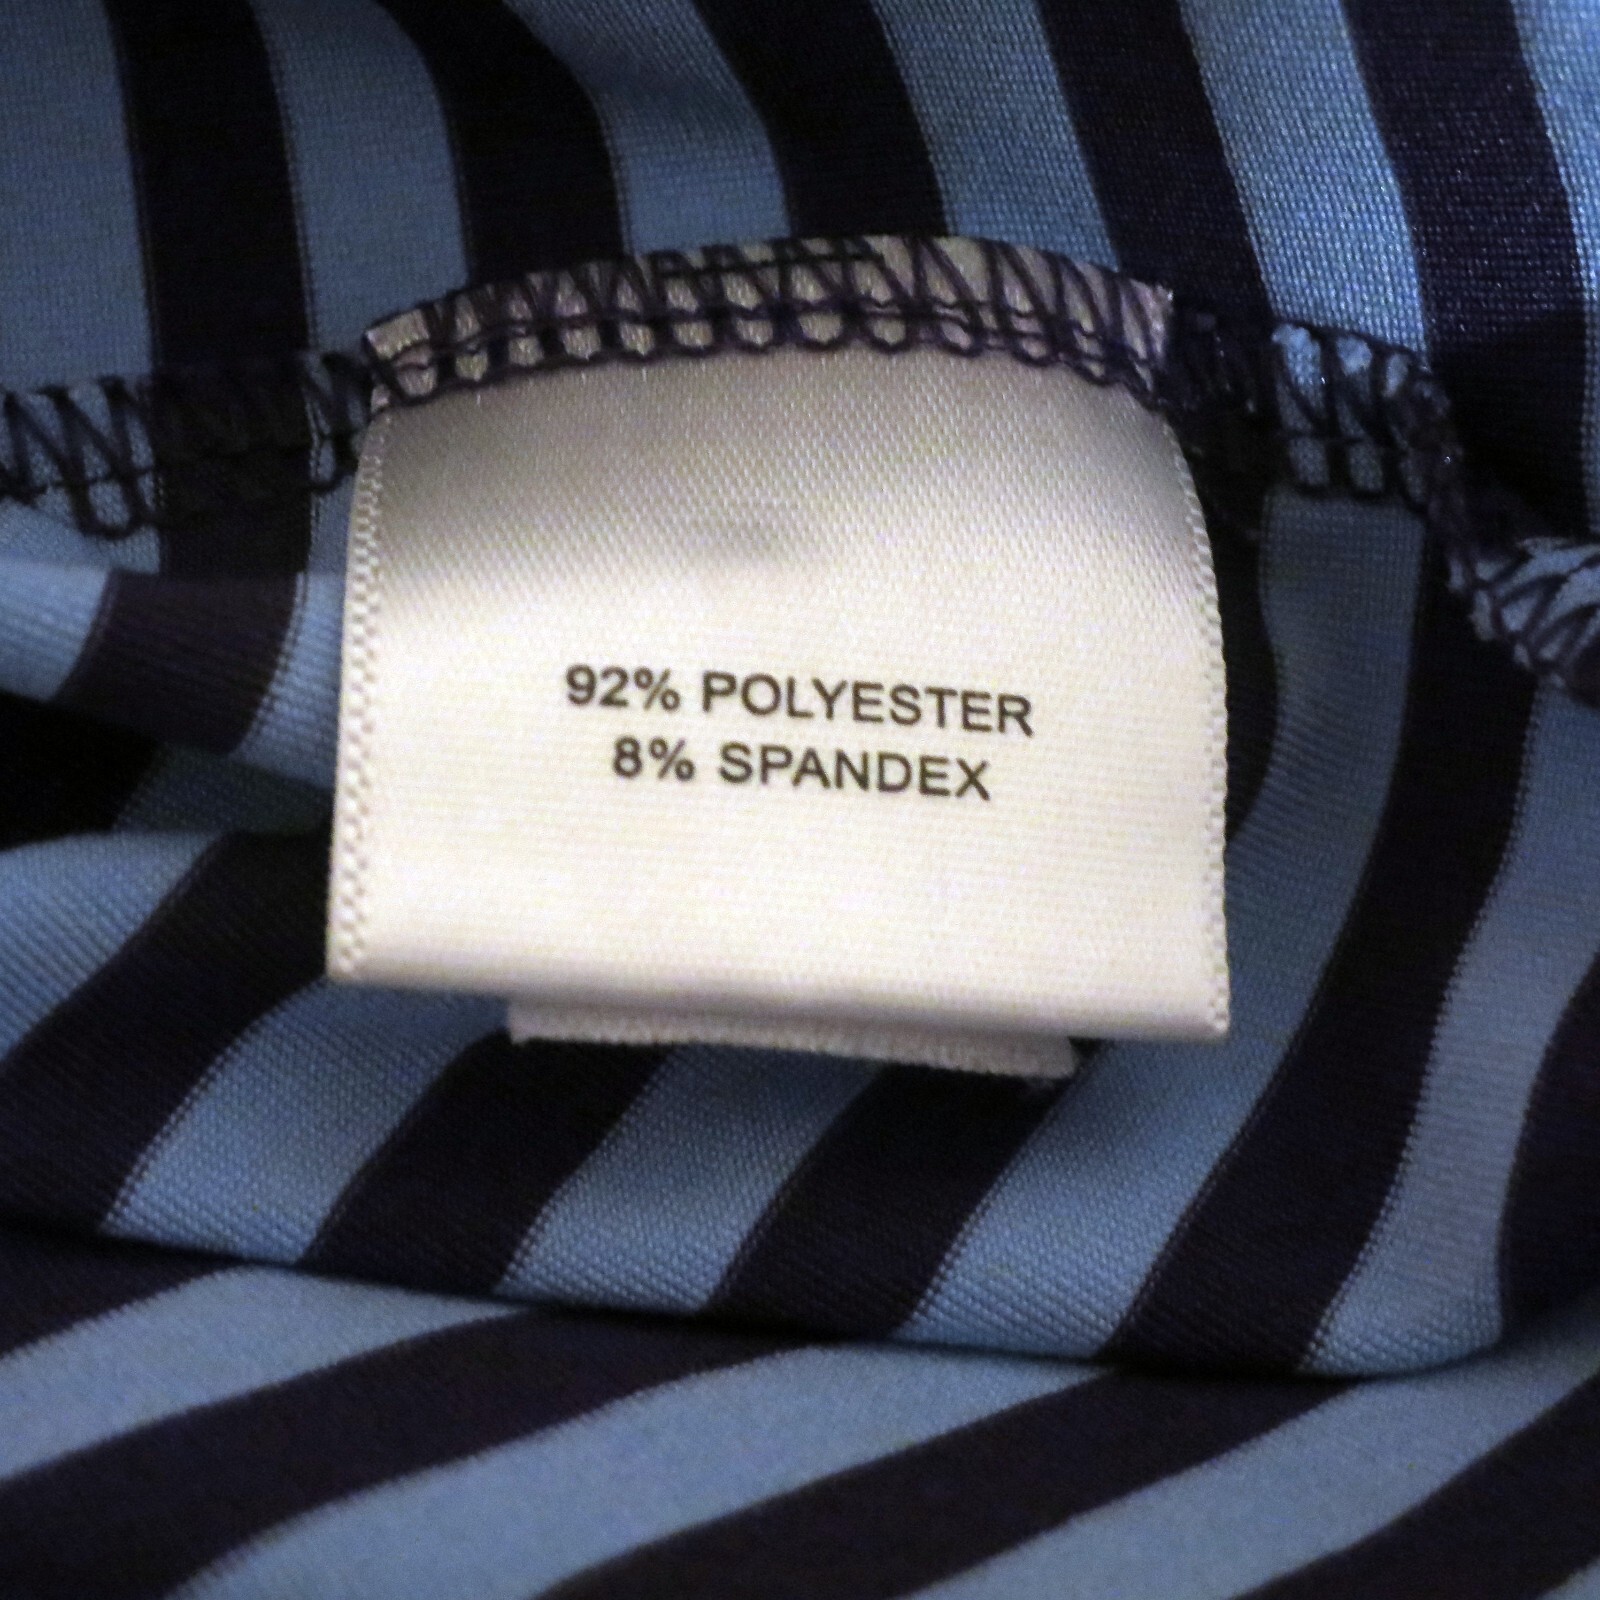 92% POLYESTER
8% SPANDEX